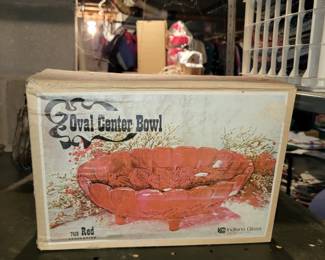 Oval Center Bowl
Red
Indiana Glass